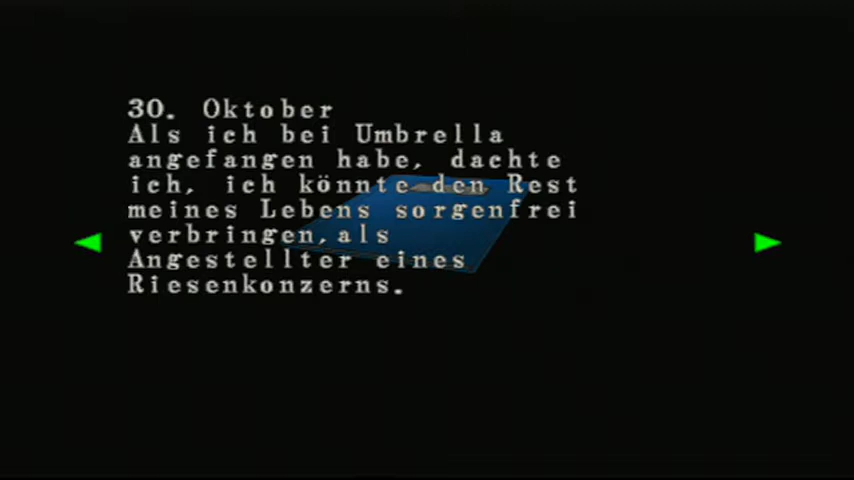 30. Oktober
Als ich bei Umbrella
angefangen habe, dachte
ich, ich könnte den Rest
meines Lebens sorgenfrei
verbringen,als
Angestellter eines
Riesenkonzerns.